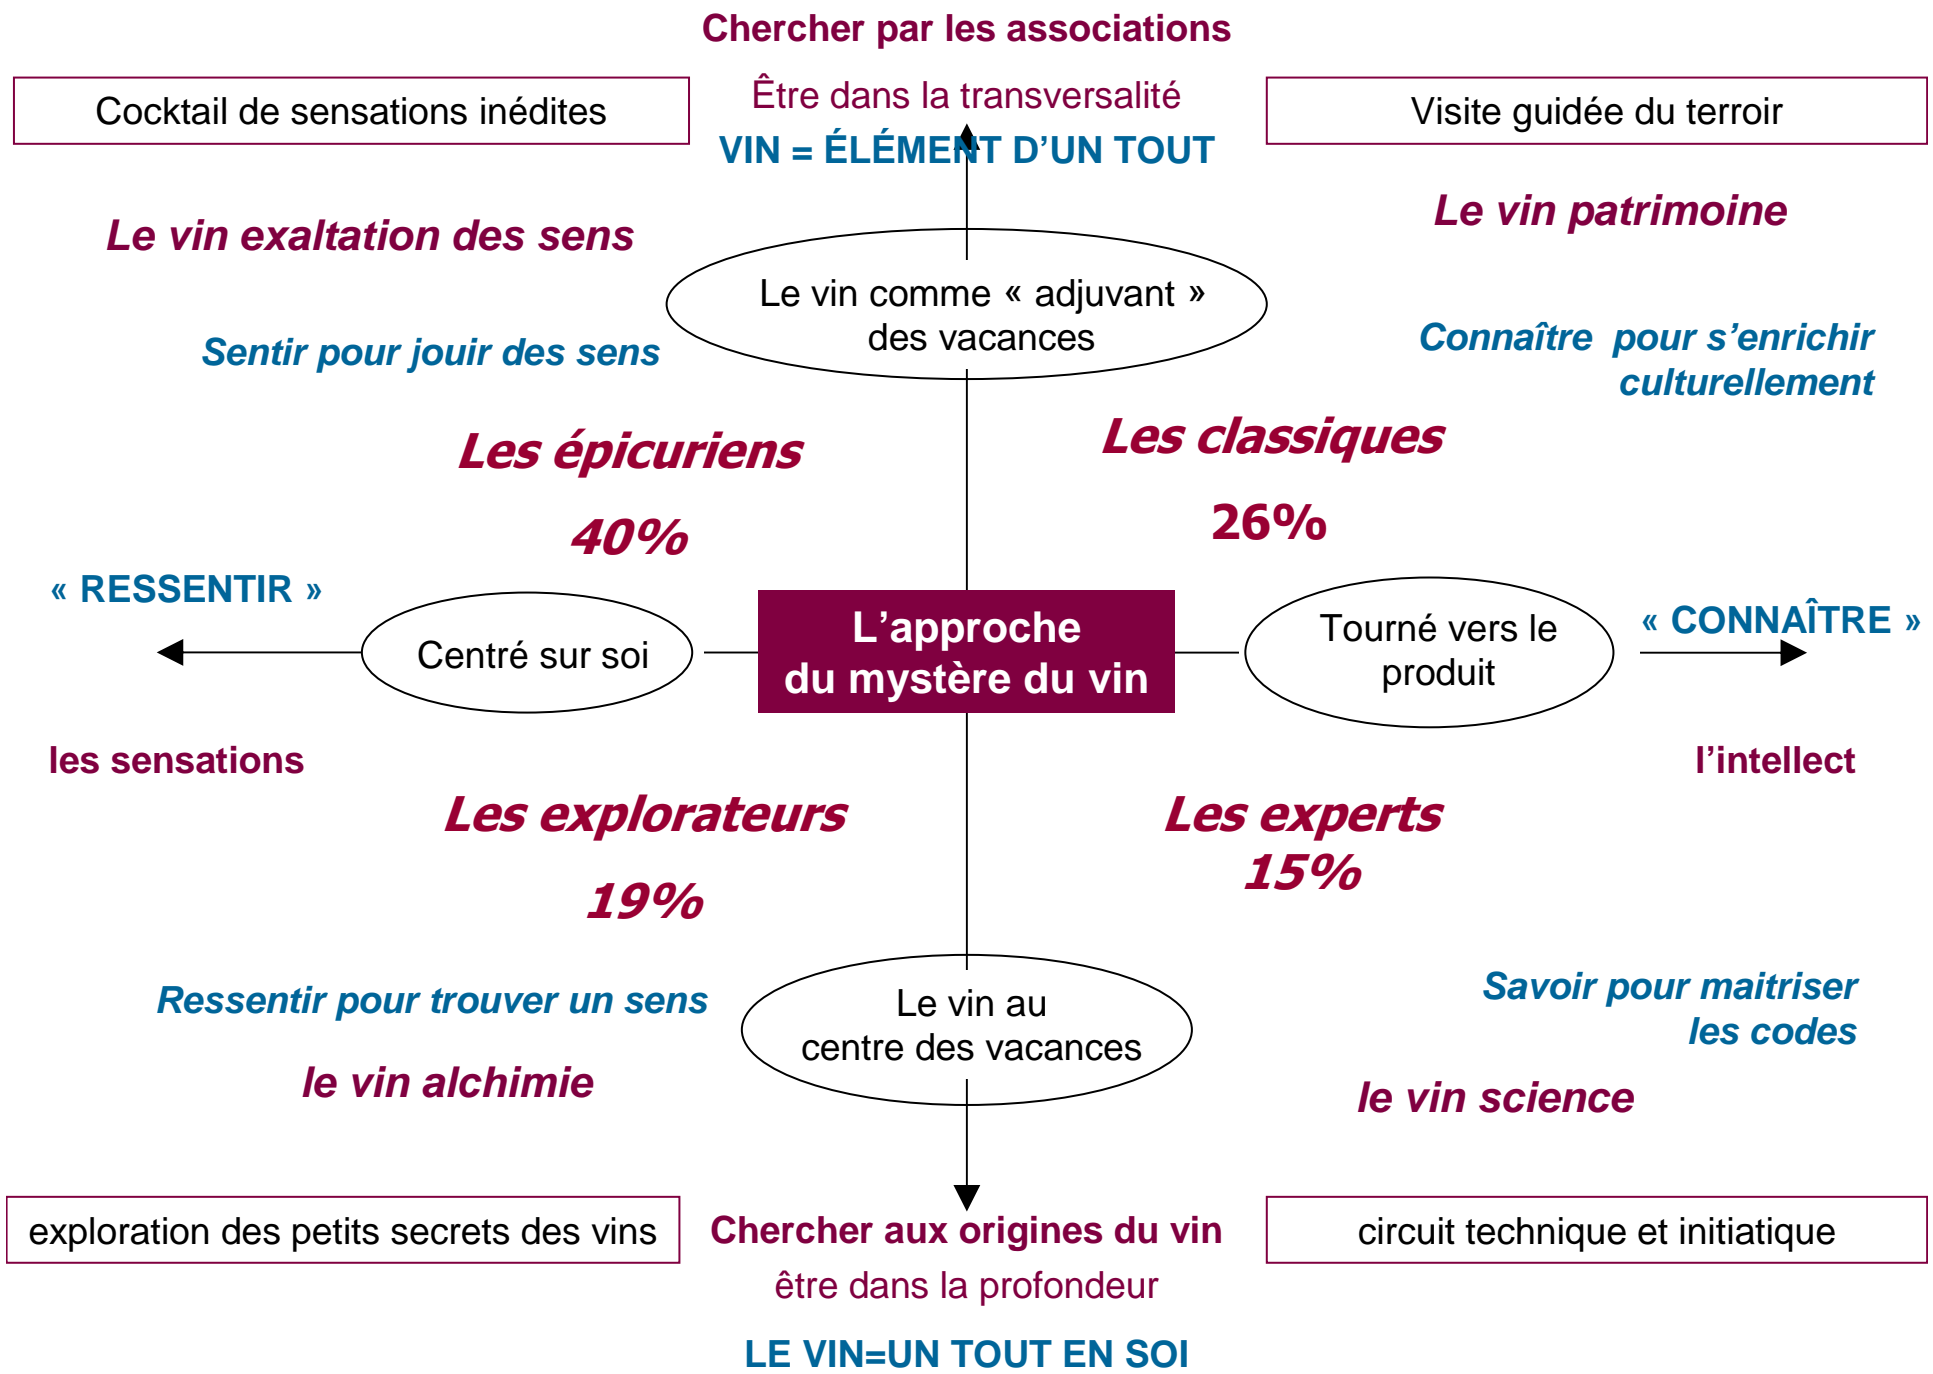 Chercher par les associations
Cocktail de sensations inédites
Être dans la transversalité
Visite guidée du terroir
VIN = ÉLÉMENT D'UN TOUT
Le vin exaltation des sens
Le vin patrimoine
Le vin comme « adjuvant »
des vacances
Sentir pour jouir des sens
Connaître  pour s’enrichir
culturellement
Les épicuriens
40%
Les classiques
26%
« RESSENTIR »
Centré sur soi
L’approche
du mystère du vin
Tourné vers le
produit
« CONNAÎTRE »
les sensations
l’intellect
Les explorateurs
19%
Les experts
15%
Ressentir pour trouver un sens
Le vin au
centre des vacances
Savoir pour maitriser
les codes
le vin alchimie
le vin science
exploration des petits secrets des vins
Chercher aux origines du vin
circuit technique et initiatique
être dans la profondeur
LE VIN=UN TOUT EN SOI